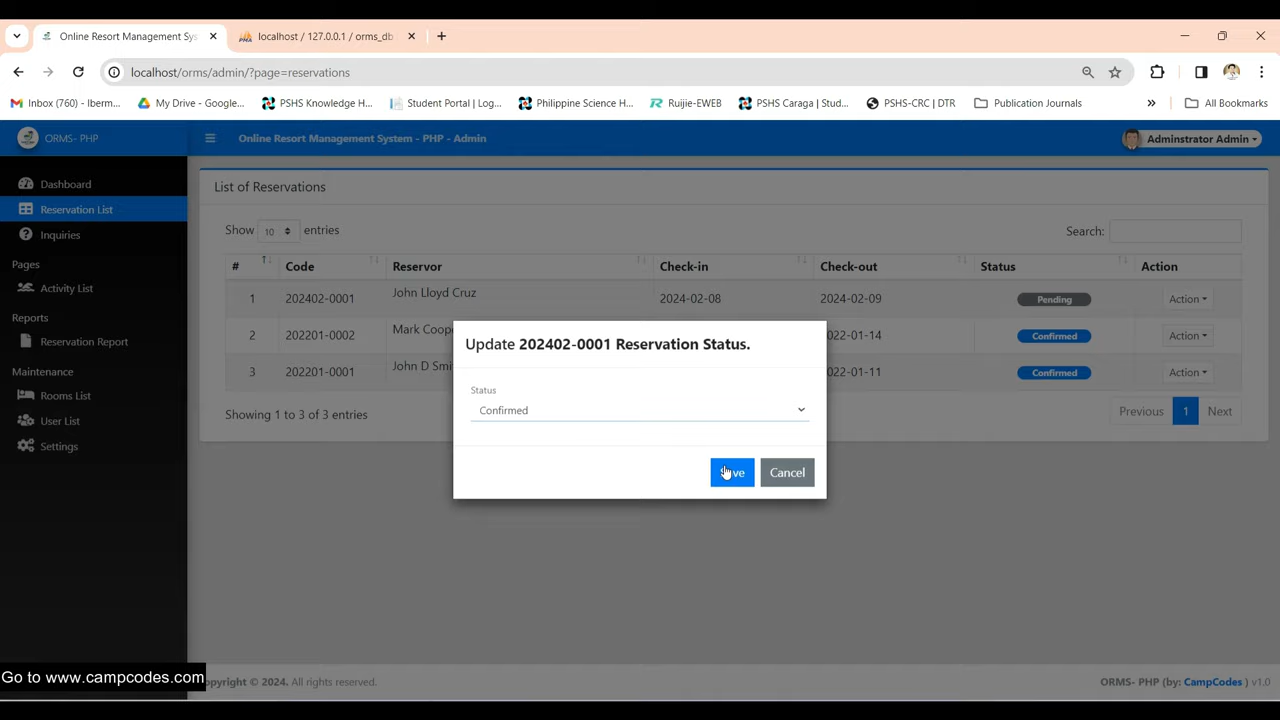 Online Resort Management Sys
localhost / 127.0.0.1 / orms_db
localhost/orms/admin/?page=reservations
Inbox (760) - Iberm...
My Drive - Google...
PSHS Knowledge H...
Student Portal | Log...
Philippine Science H...
Ruijie-EWEB
PSHS Caraga | Stud...
PSHS-CRC | DTR
Publication Journals
All Bookmarks
ORMS- PHP
Online Resort Management System - PHP - Admin
Adminstrator Admin
Dashboard
Reservation List
Inquiries
Pages
Activity List
Reports
Reservation Report
Maintenance
Rooms List
User List
Settings
List of Reservations
Show 10 entries
Search:
# Code Reservor Check-in Check-out Status Action
1 202402-0001 John Lloyd Cruz 2024-02-08 2024-02-09 Pending Action
2 202201-0002 Mark Coope 022-01-14 Confirmed Action
3 202201-0001 John D Smi 022-01-11 Confirmed Action
Showing 1 to 3 of 3 entries
Previous 1 Next
Update 202402-0001 Reservation Status.
Status
Confirmed
Cancel
Go to www.campcodes.com
opyright © 2024. All rights reserved.
ORMS- PHP (by: CampCodes ) v1.0